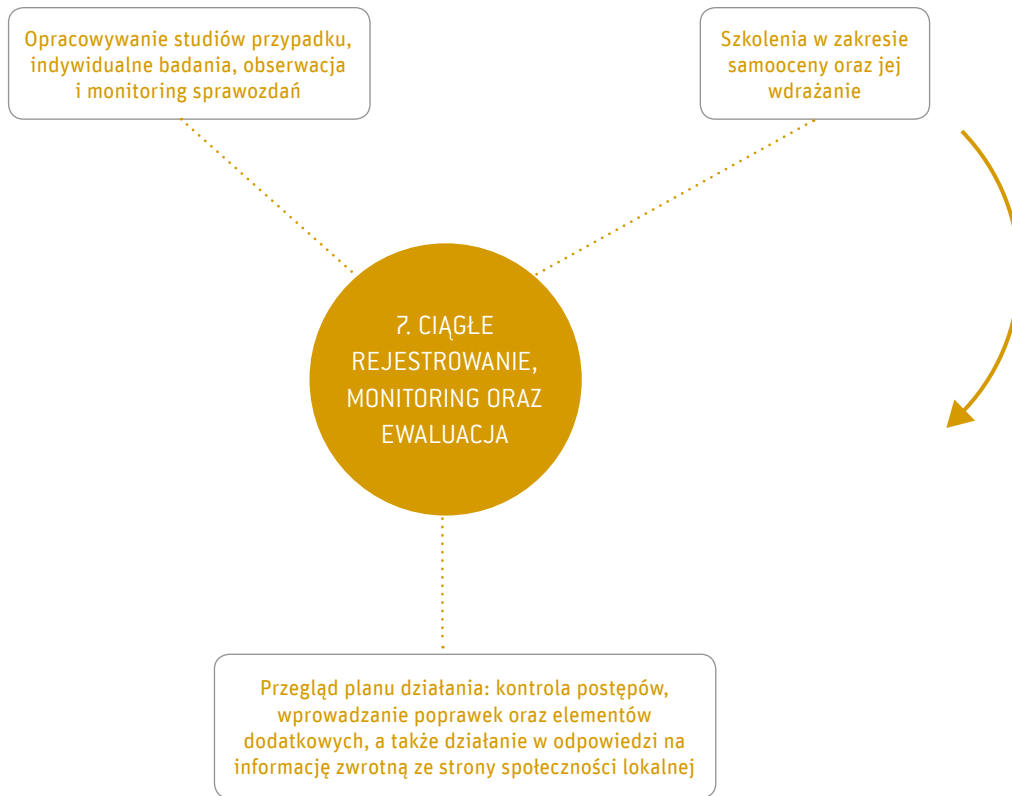 Opracowywanie studiów przypadku,
indywidualne badania, obserwacja
i monitoring sprawozdań
Szkolenia w zakresie
samooceny oraz jej
wdrażanie
7. CIĄGŁE
REJESTROWANIE,
MONITORING ORAZ
EWALUACJA
Przegląd planu działania: kontrola postępów,
wprowadzanie poprawek oraz elementów
dodatkowych, a także działanie w odpowiedzi na
informację zwrotną ze strony społeczności lokalnej